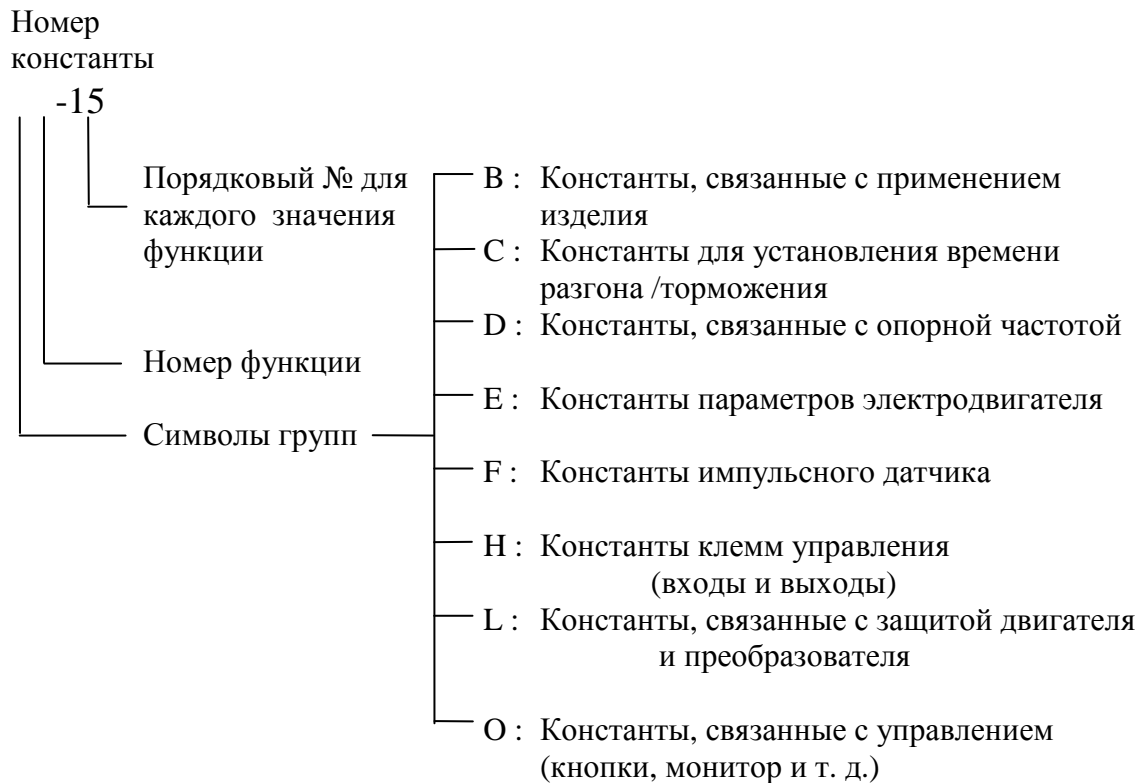 Номер
константы
-15
Порядковый № для
каждого значения
функции
Номер функции
Символы групп
B : Константы, связанные с применением
изделия
C : Константы для установления времени
разгона /торможения
D : Константы, связанные с опорной частотой
E : Константы параметров электродвигателя
F : Константы импульсного датчика
H : Константы клемм управления
(входы и выходы)
L : Константы, связанные с защитой двигателя
и преобразователя
O : Константы, связанные с управлением
(кнопки, монитор и т. д.)